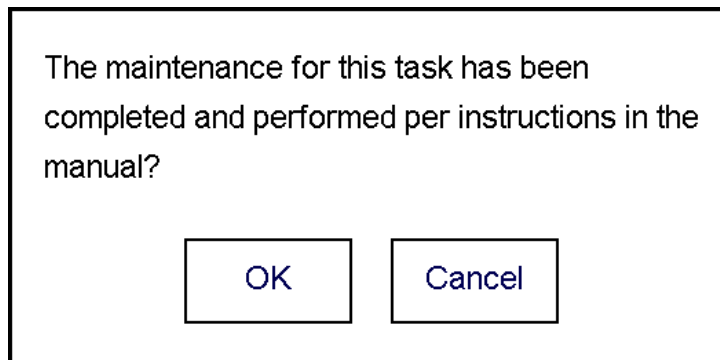 The maintenance for this task has been
completed and performed per instructions in the
manual?
OK
Cancel